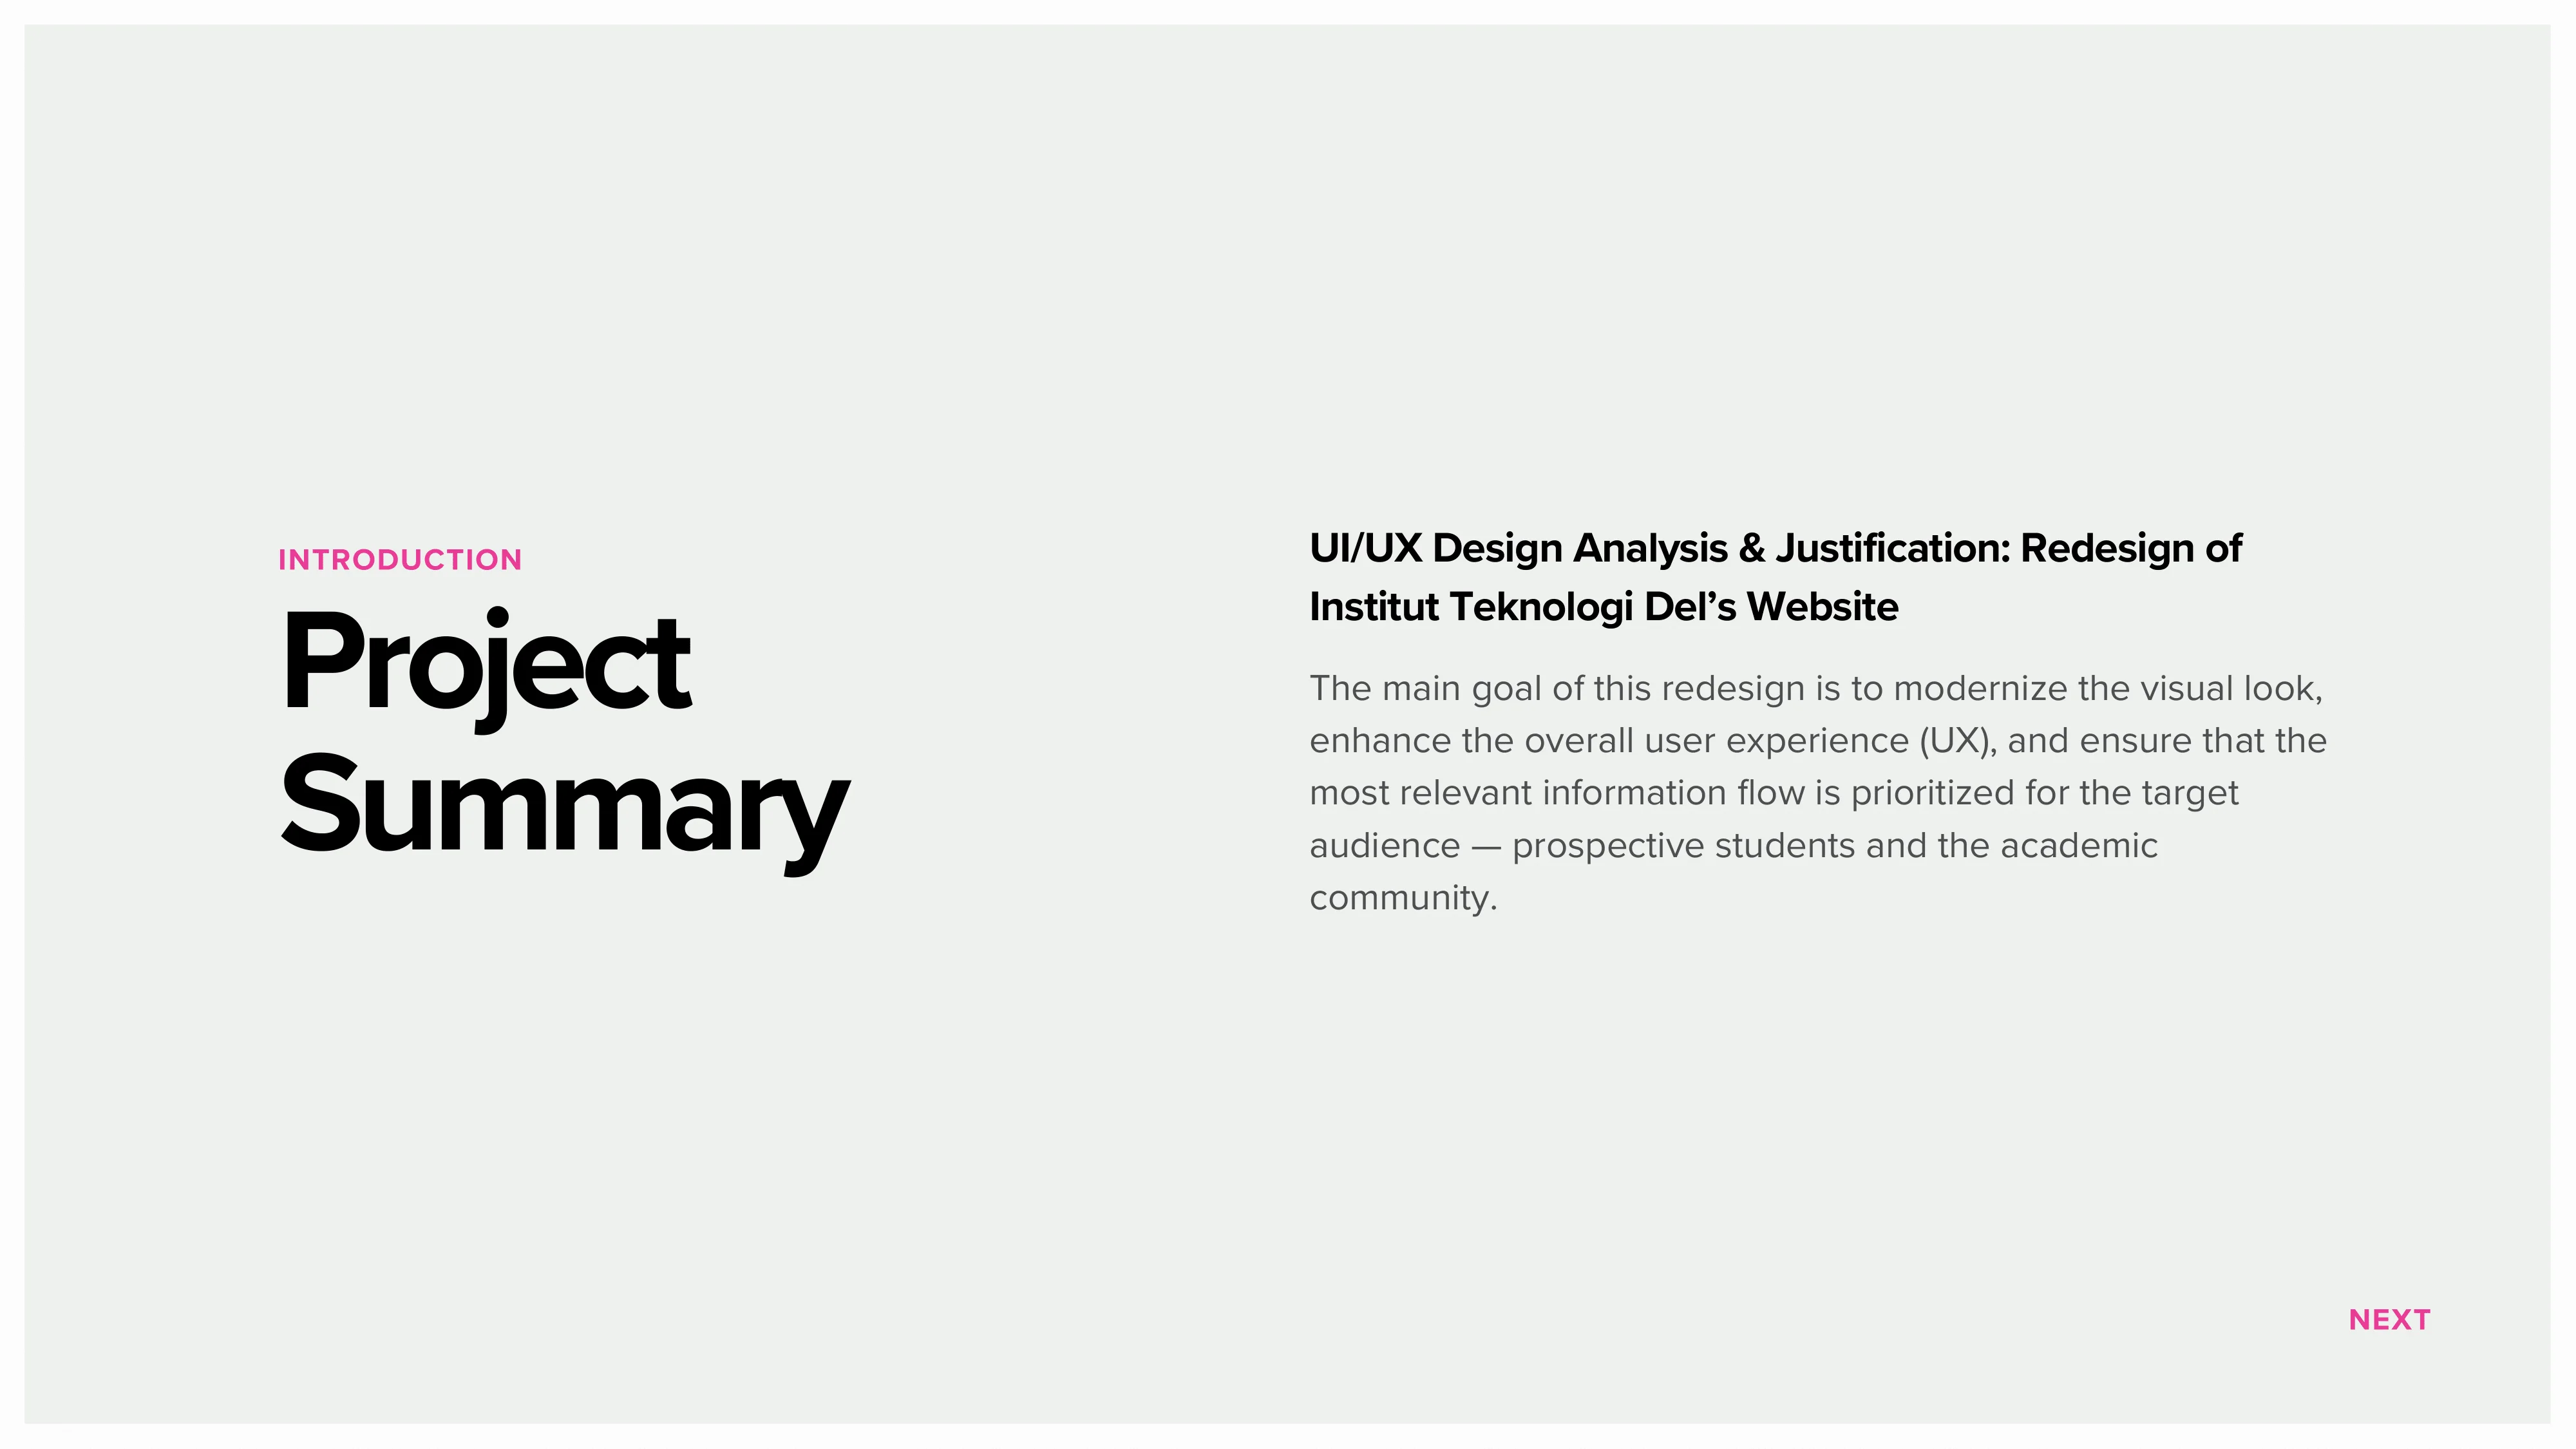 INTRODUCTION
Project
Summary
UI/UX Design Analysis & Justification: Redesign of
Institut Teknologi Del’s Website
The main goal of this redesign is to modernize the visual look,
enhance the overall user experience (UX), and ensure that the
most relevant information flow is prioritized for the target
audience — prospective students and the academic
community.
NEXT